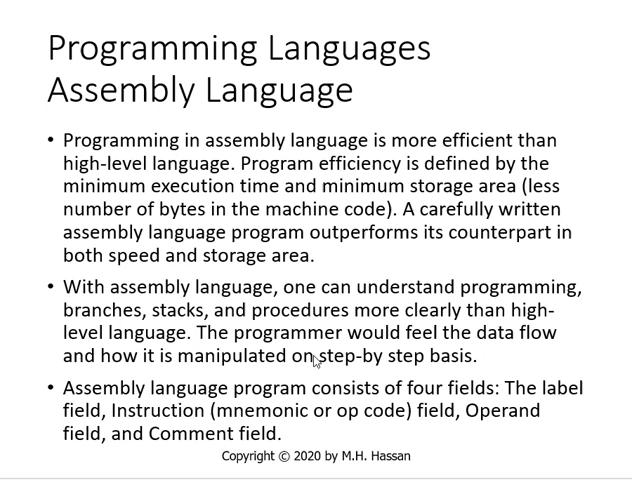 Programming Languages
Assembly Language
• Programming in assembly language is more efficient than
high-level language. Program efficiency is defined by the
minimum execution time and minimum storage area (less
number of bytes in the machine code). A carefully written
assembly language program outperforms its counterpart in
both speed and storage area.
• With assembly language, one can understand programming,
branches, stacks, and procedures more clearly than high-
level language. The programmer would feel the data flow
and how it is manipulated on step-by step basis.
• Assembly language program consists of four fields: The label
field, Instruction (mnemonic or op code) field, Operand
field, and Comment field.
Copyright © 2020 by M.H. Hassan